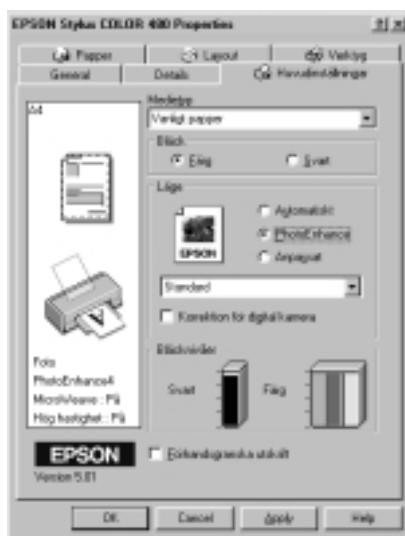 EPSON Stylus COLOR 480 Properties
Papper
Layout
Verktyg
General
Details
Huvudinställningar
A4
Medietyp
Vanligt papper
Bläck
Färg
Svart
Läge
EPSON
Automatiskt
PhotoEnhance
Anpassat
Standard
Korrektion för digital kamera
Bläcknivåer
Svart
Färg
Foto
PhotoEnhance4
MicroWeave : På
Hög hastighet : På
EPSON
Version 5.01
Förhandsgranska utskrift
OK
Cancel
Apply
Help